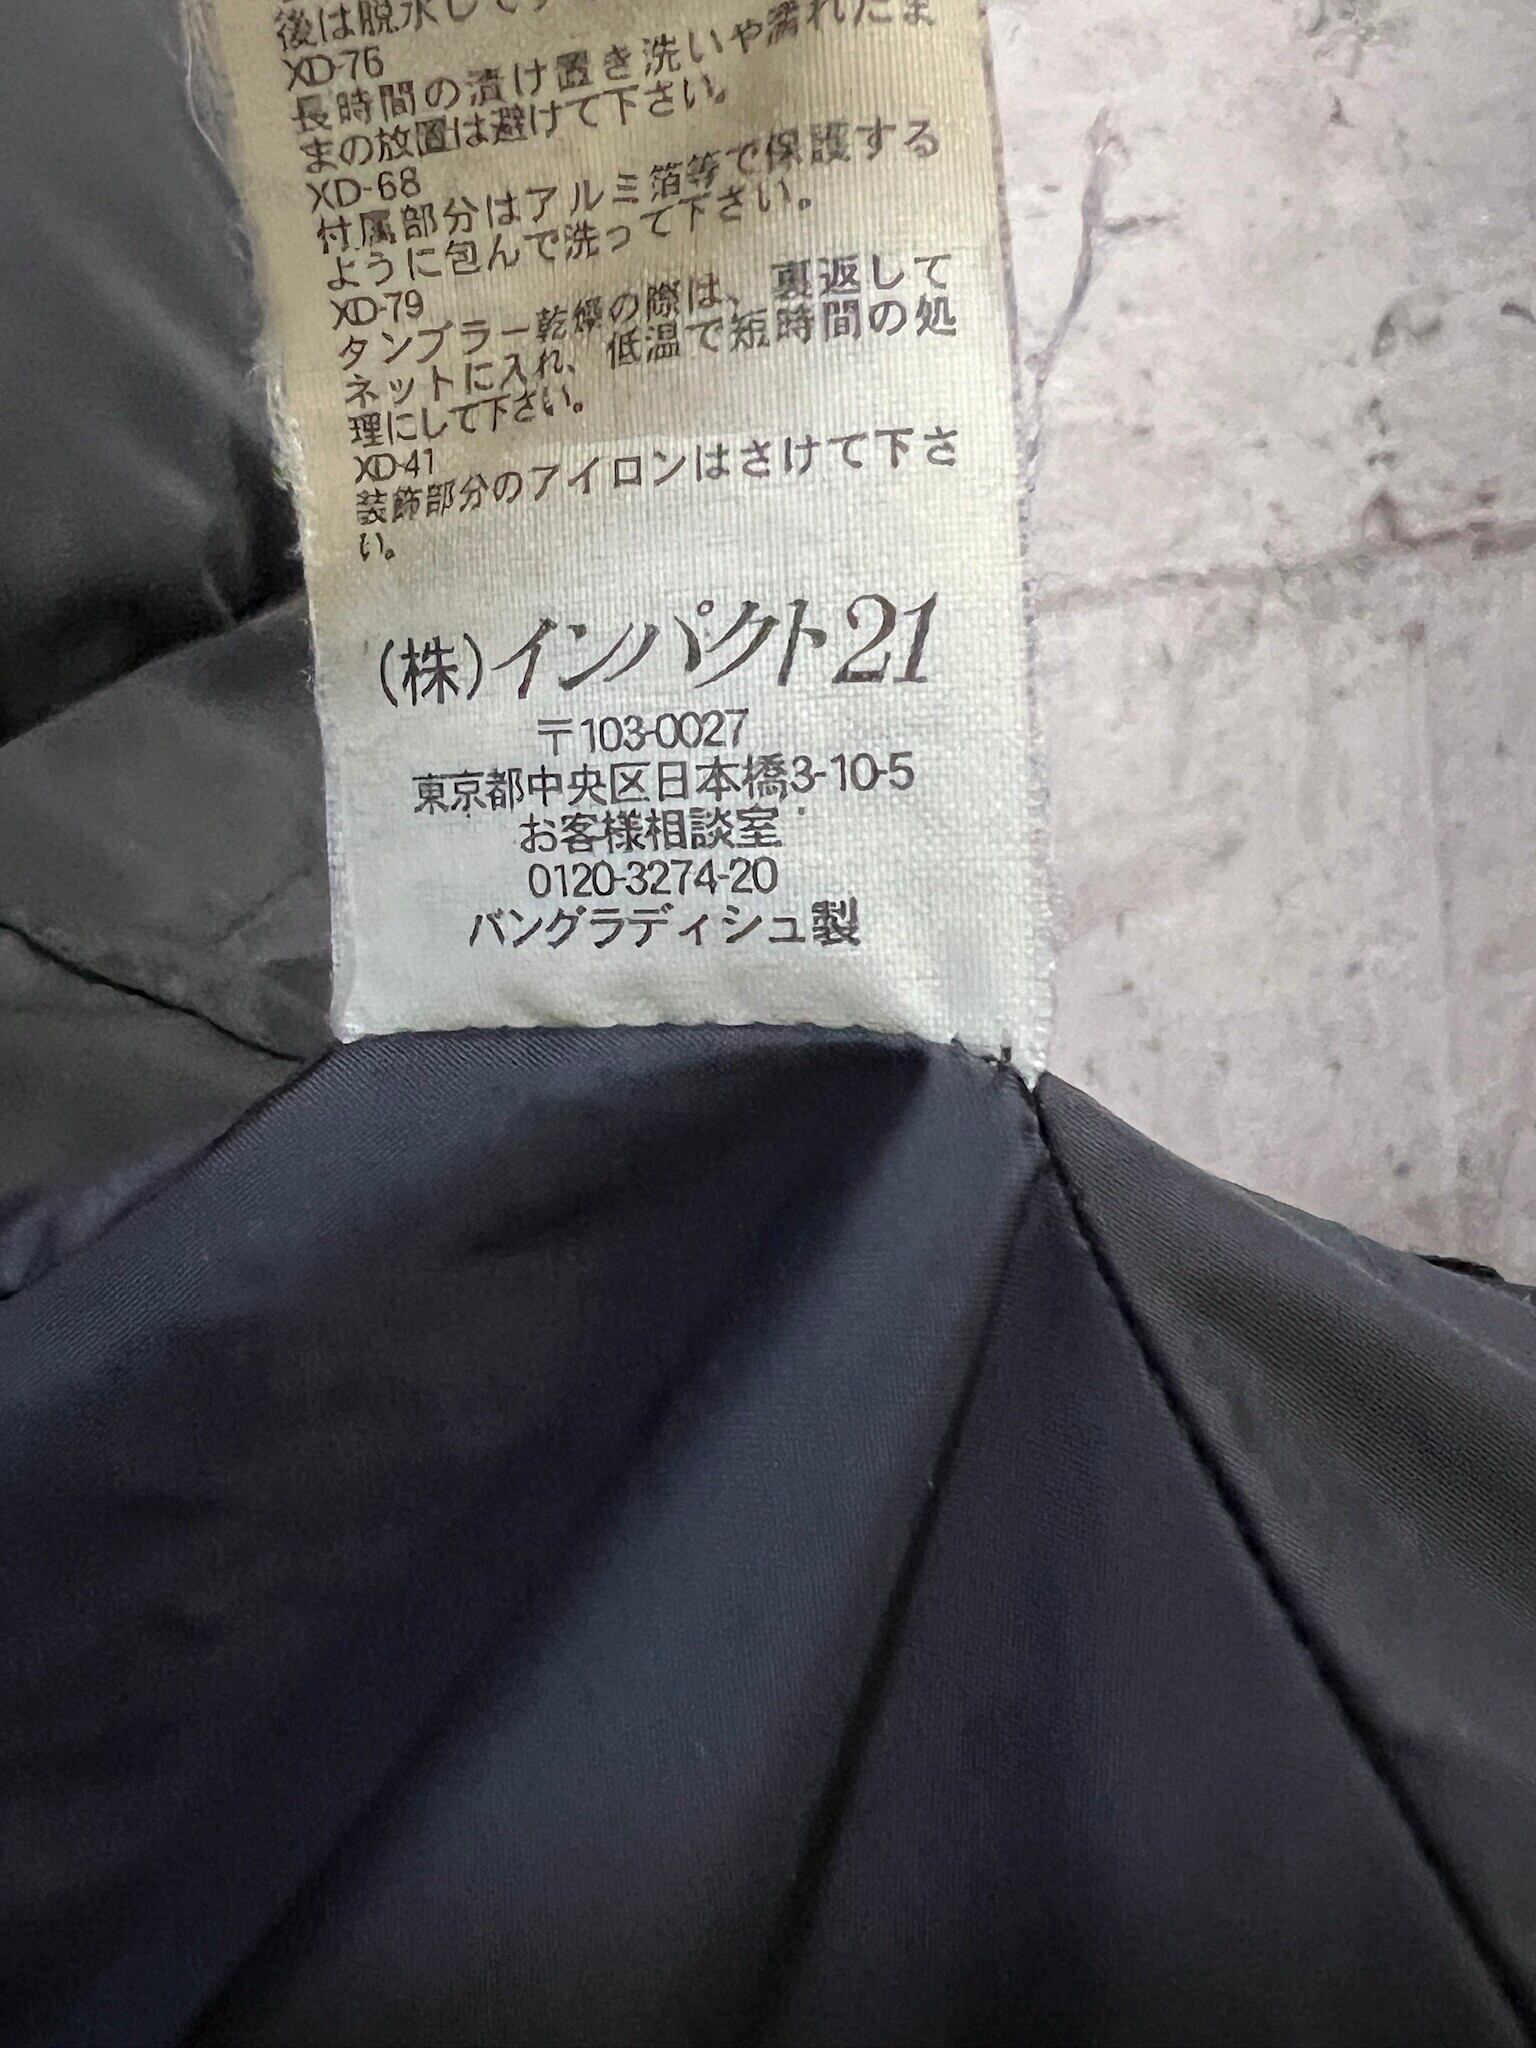 後は脱水して
XD-76
長時間の漬け置き洗いや濡れたま
まの放置は避けて下さい。
XD-68
付属部分はアルミ箔等で保護する
ように包んで洗って下さい。
XD-79
タンブラー乾燥の際は、裏返して
ネットに入れ、低温で短時間の処
理にして下さい。
XD-41
装飾部分のアイロンはさけて下さ
い。
(株)インパクト21
〒103-0027
東京都中央区日本橋3-10-5
お客様相談室
0120-3274-20
バングラディシュ製